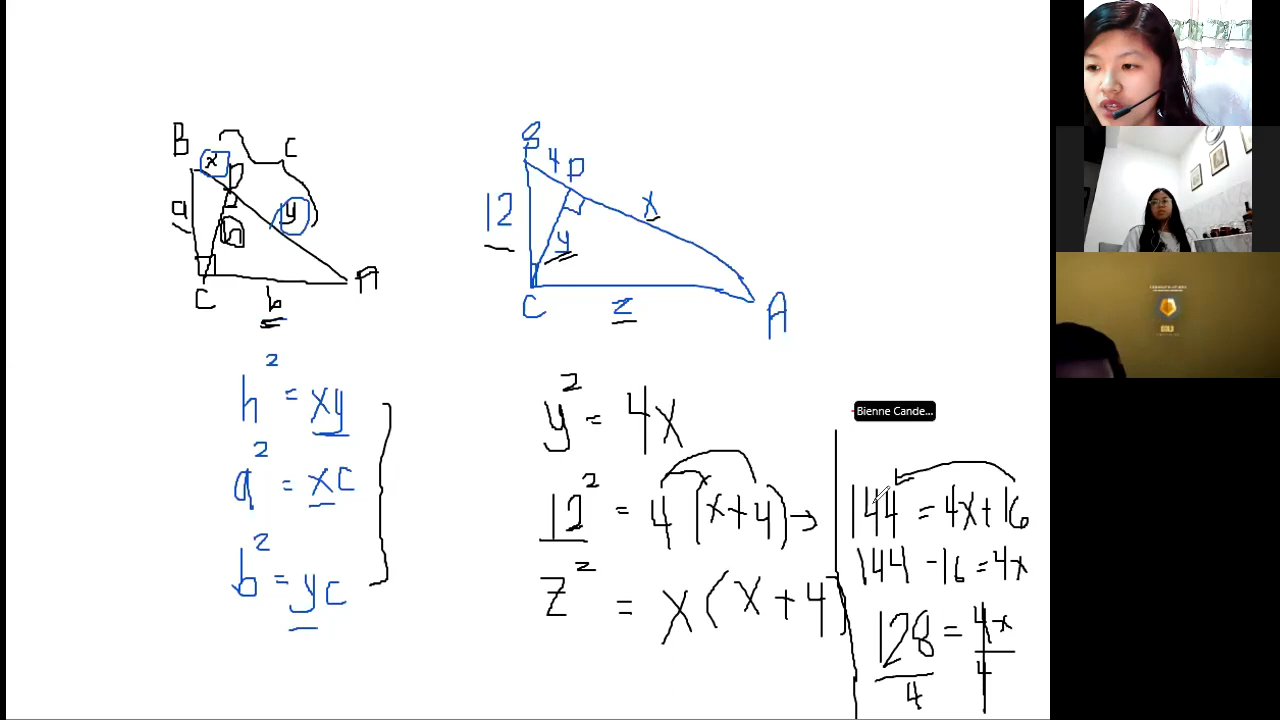 B
x
C
a
h
y
C
b
A
h² = xy
a² = xc
b² = yc
B
4
D
12
y
x
C
z
A
y² = 4x
12² = 4(x+4) →
z² = x(x+4)
Bienne Cande...
144 = 4x+16
144 -16 = 4x
128 = 4x
4 4
GOLD